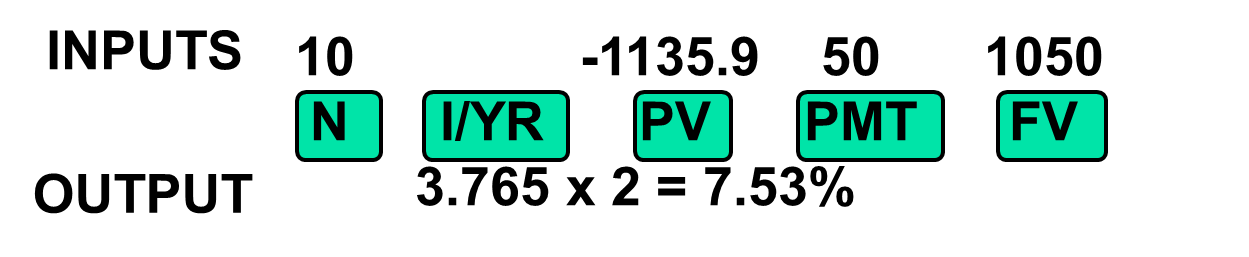 INPUTS 10 -1135.9 50 1050
N I/YR PV PMT FV
OUTPUT 3.765 x 2 = 7.53%